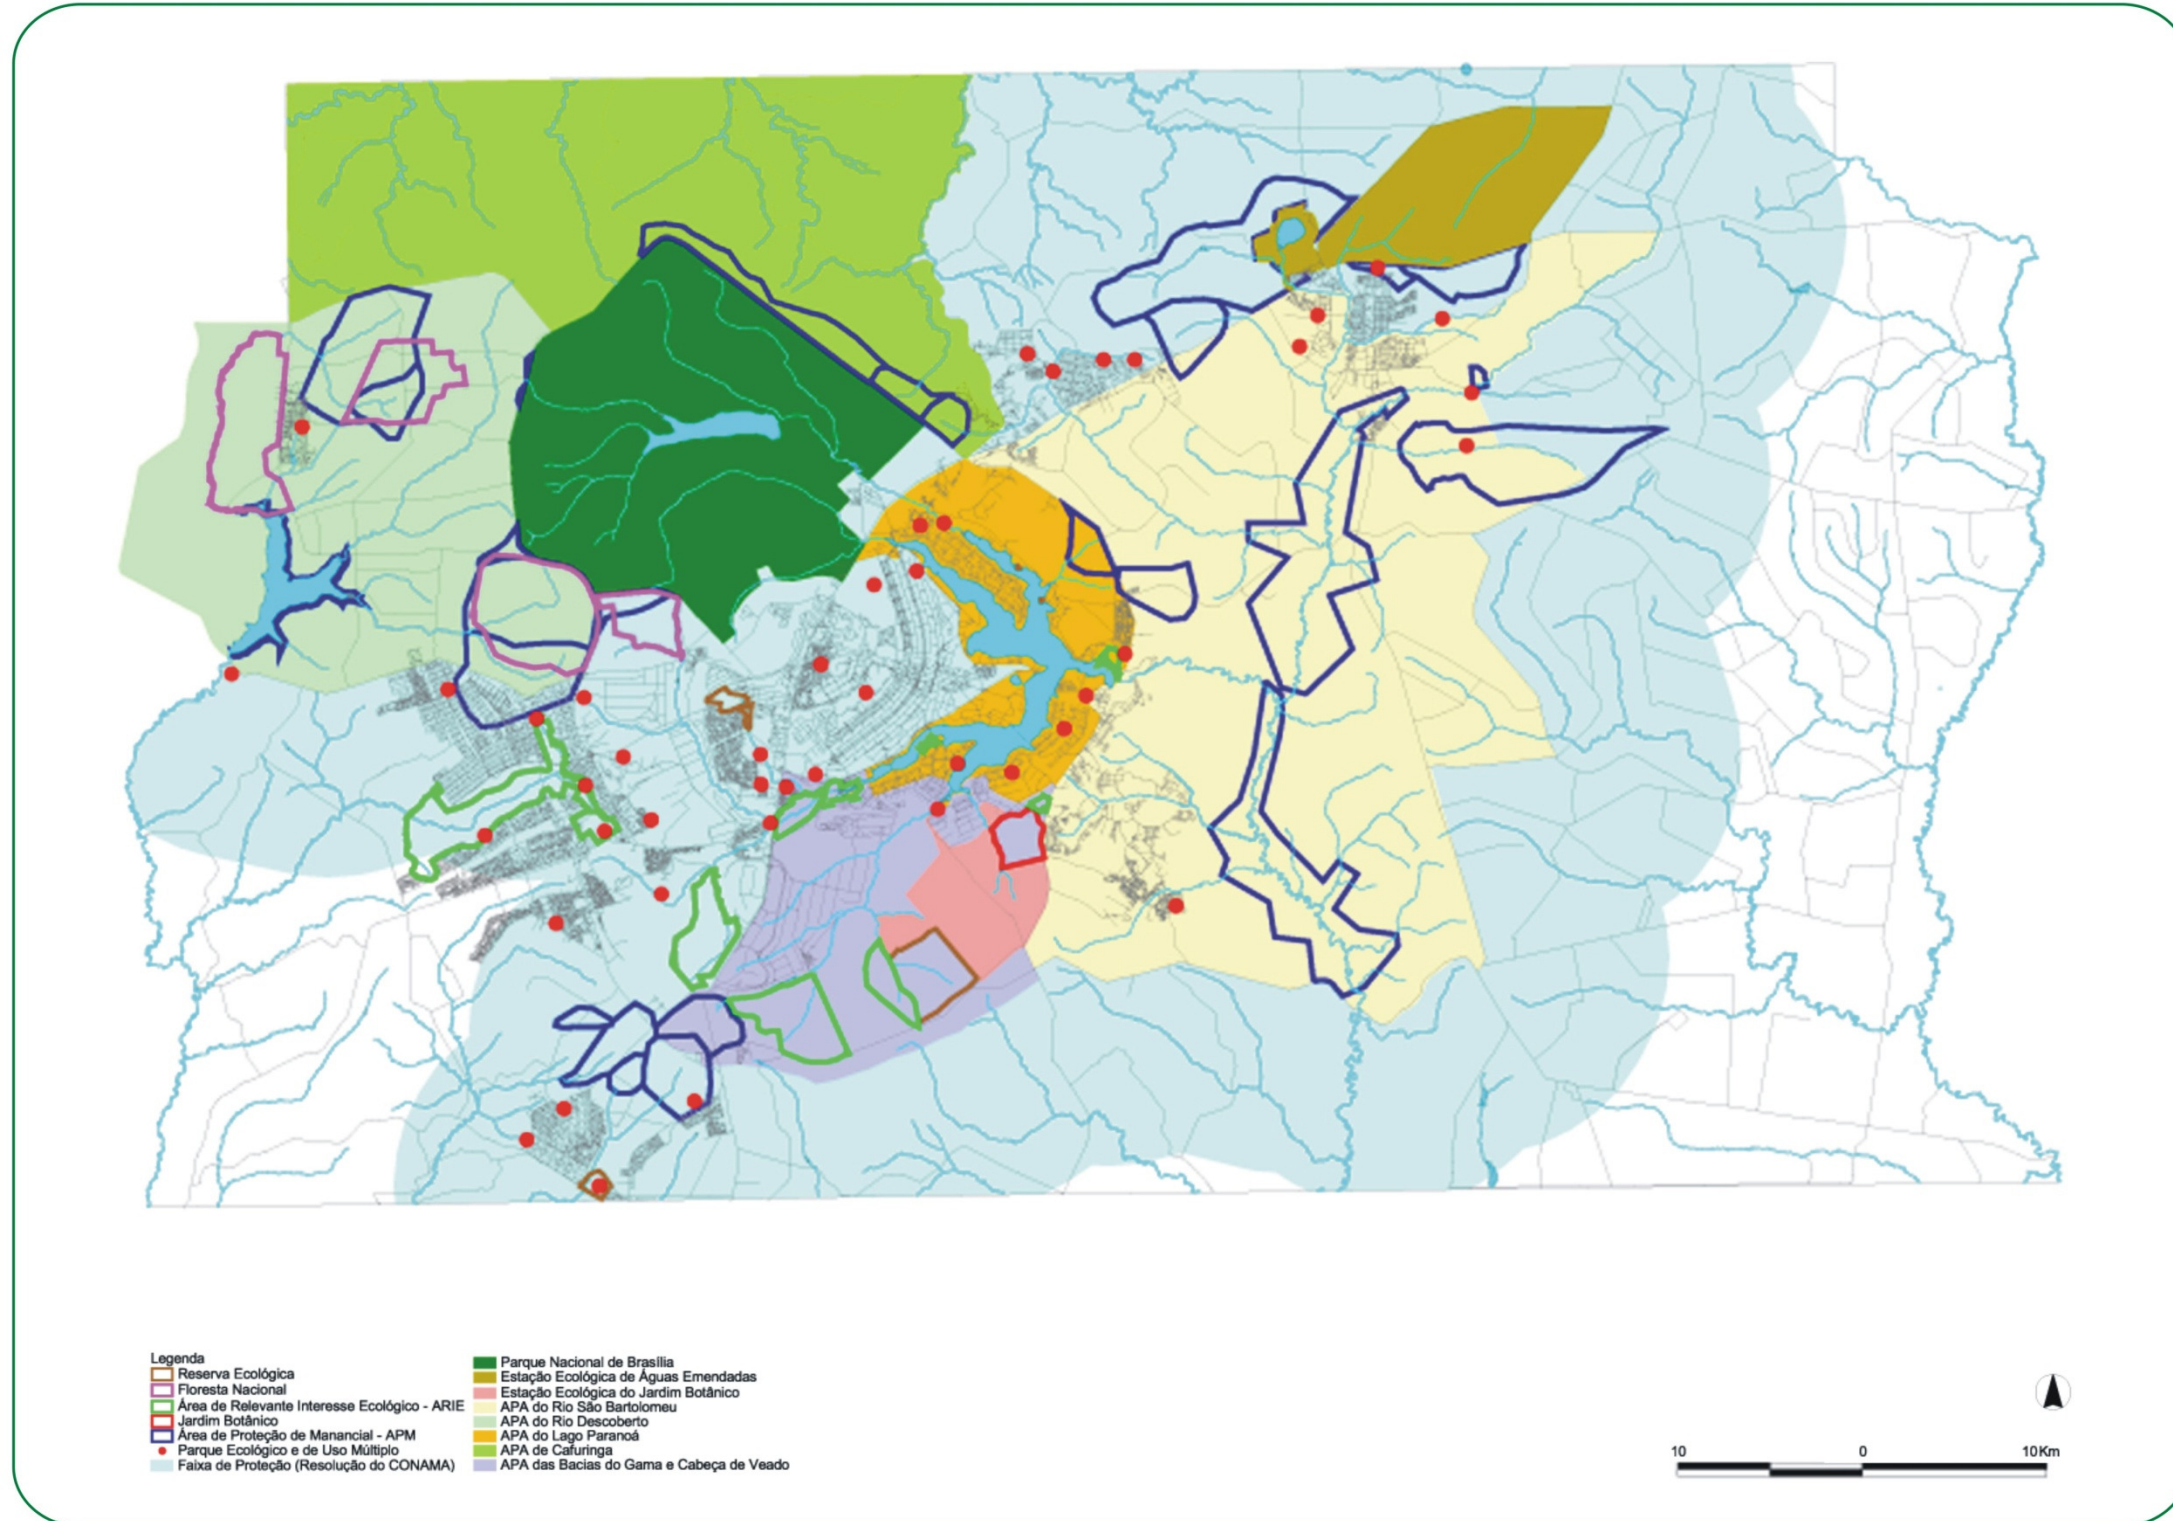 Legenda
Reserva Ecológica
Floresta Nacional
Área de Relevante Interesse Ecológico - ARIE
Jardim Botânico
Área de Proteção de Manancial - APM
Parque Ecológico e de Uso Múltiplo
Faixa de Proteção (Resolução do CONAMA)
Parque Nacional de Brasília
Estação Ecológica de Águas Emendadas
Estação Ecológica do Jardim Botânico
APA do Rio São Bartolomeu
APA do Rio Descoberto
APA do Lago Paranoá
APA de Cafuringa
APA das Bacias do Gama e Cabeça de Veado
10 0 10Km